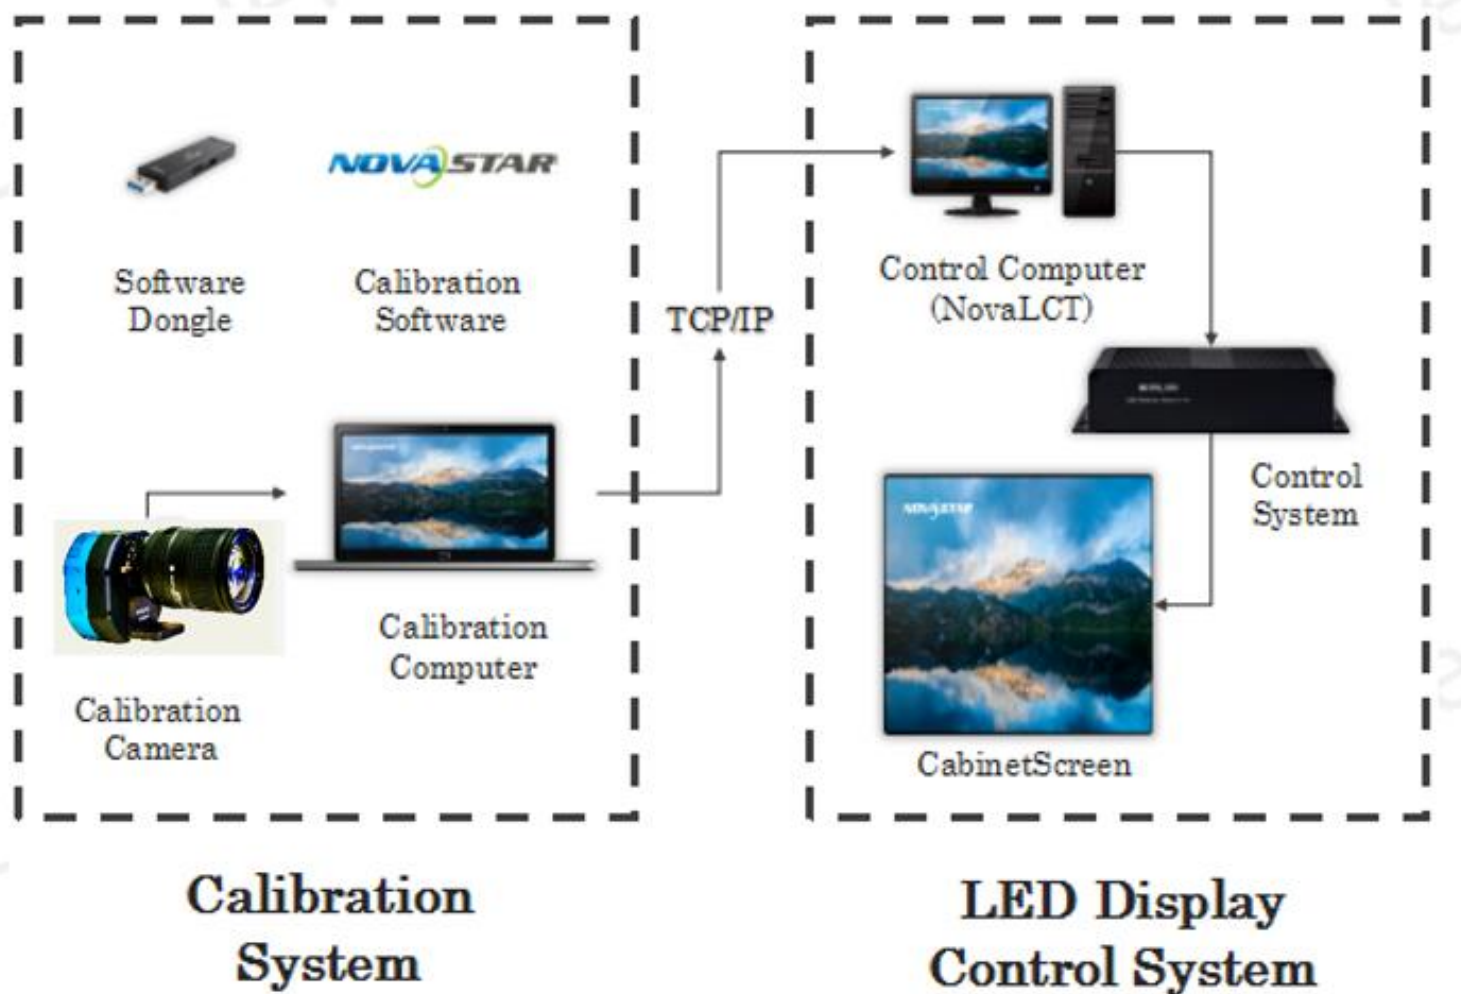 NOVASTAR
Software
Dongle
Calibration
Software
Calibration
Camera
Calibration
Computer
TCP/IP
Control Computer
(NovaLCT)
Control
System
NOVASTAR
CabinetScreen
Calibration
System
LED Display
Control System